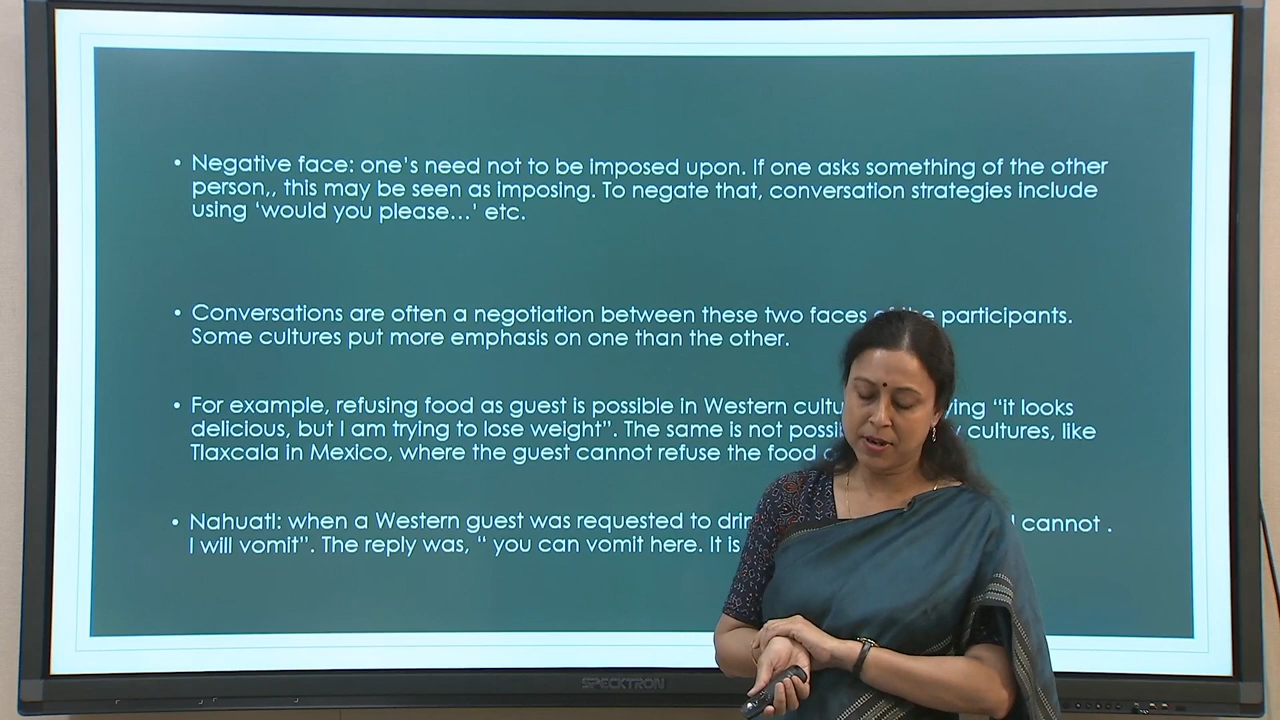 • Negative face: one's need not to be imposed upon. If one asks something of the other
person,, this may be seen as imposing. To negate that, conversation strategies include
using ‘would you please...’ etc.
• Conversations are often a negotiation between these two faces the participants.
Some cultures put more emphasis on one than the other.
• For example, refusing food as guest is possible in Western “it looks
delicious, but I am trying to lose weight”. The same is not cultures, like
Tlaxcala in Mexico, where the guest cannot refuse the food
• Nahuatl: when a Western guest was requested to cannot .
I will vomit”. The reply was, “ you can vomit here. It is
SPECKTRON